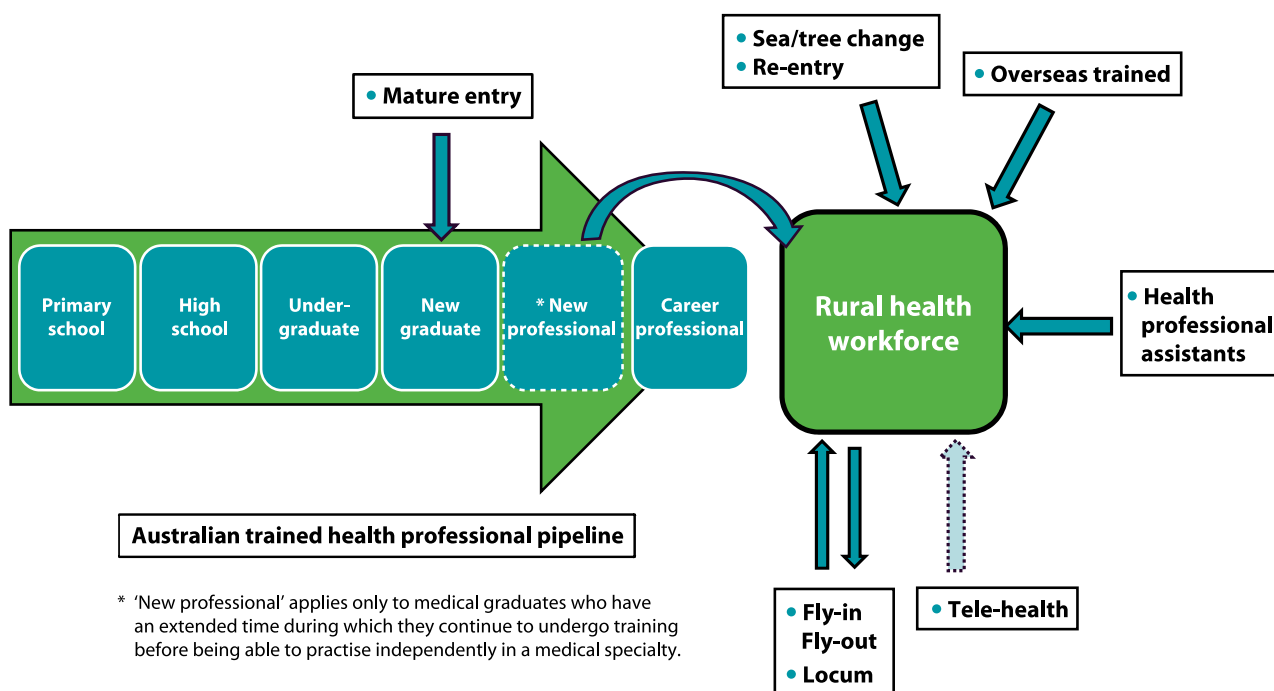 • Sea/tree change
• Re-entry
• Overseas trained
• Mature entry
Primary
school
High
school
Under-
graduate
New
graduate
* New
professional
Career
professional
Rural health
workforce
• Health
professional
assistants
Australian trained health professional pipeline
• Fly-in
Fly-out
• Locum
• Tele-health
* ‘New professional’ applies only to medical graduates who have
an extended time during which they continue to undergo training
before being able to practise independently in a medical specialty.